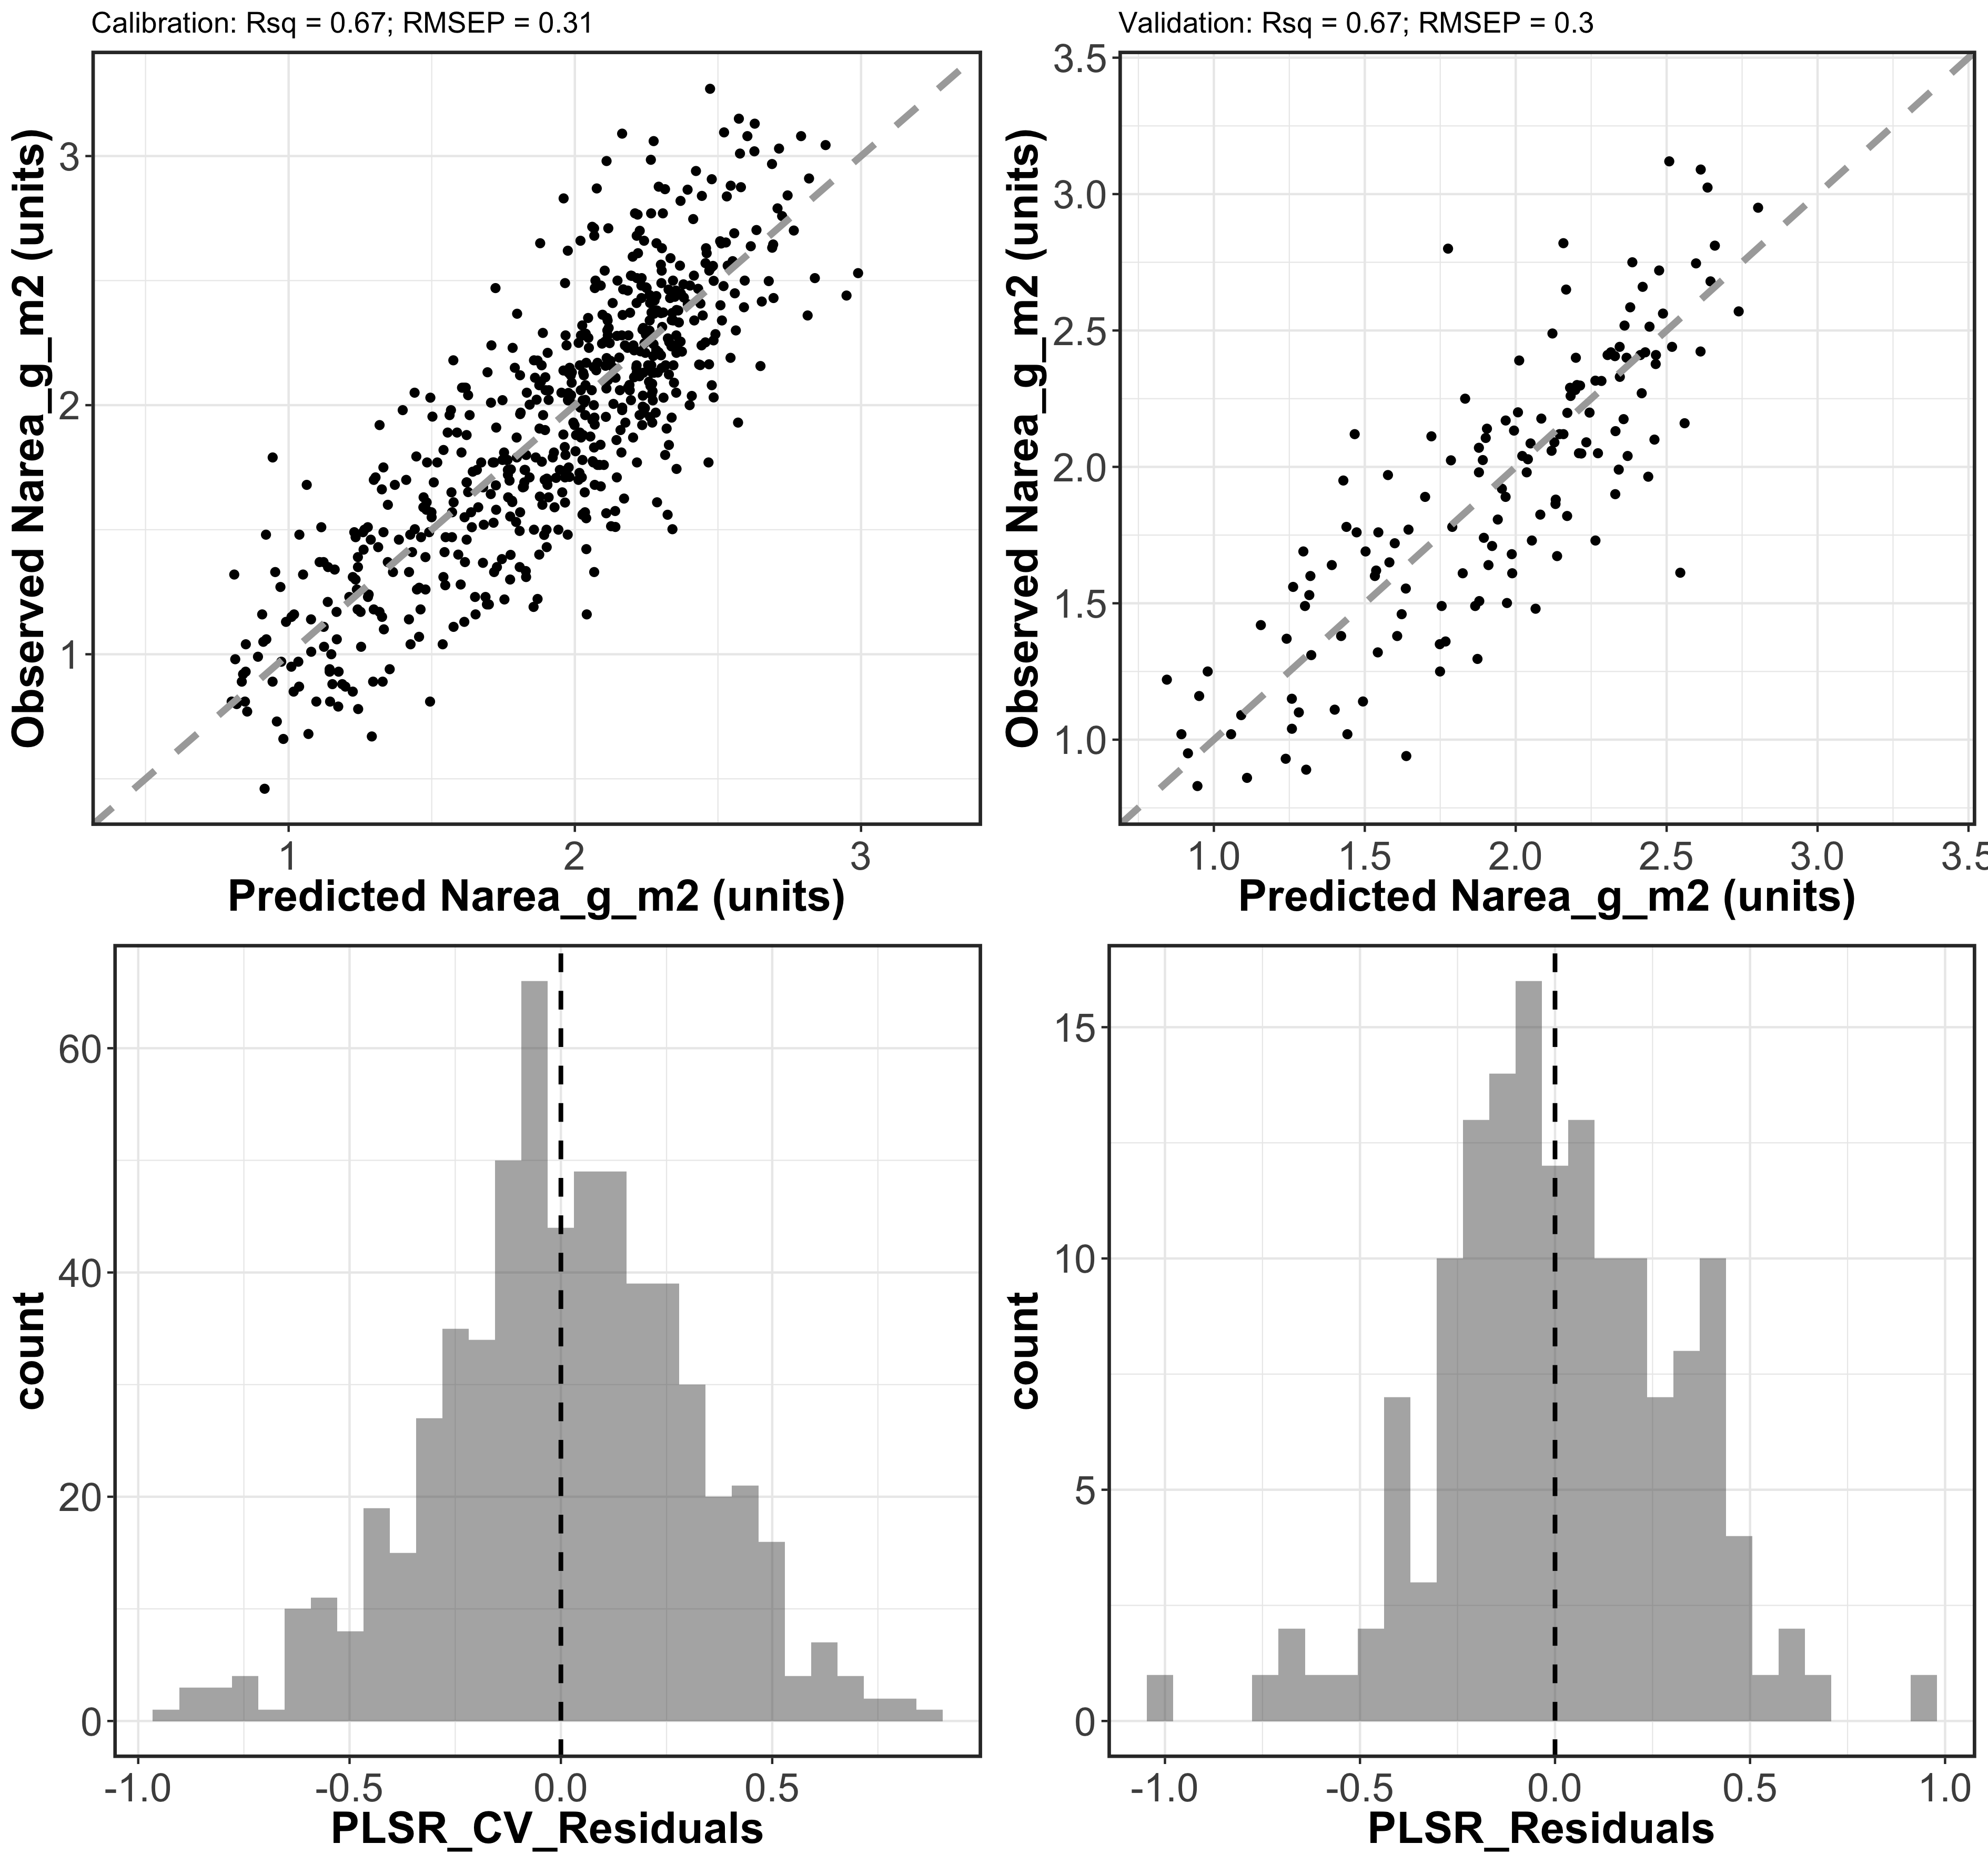 Calibration: Rsq = 0.67; RMSEP = 0.31
Observed Narea_g_m2 (units)
3
2
1
1 2 3
Predicted Narea_g_m2 (units)
Validation: Rsq = 0.67; RMSEP = 0.3
Observed Narea_g_m2 (units)
3.5
3.0
2.5
2.0
1.5
1.0
1.0 1.5 2.0 2.5 3.0 3.5
Predicted Narea_g_m2 (units)
count
60
40
20
0
-1.0 -0.5 0.0 0.5
PLSR_CV_Residuals
count
15
10
5
0
-1.0 -0.5 0.0 0.5 1.0
PLSR_Residuals